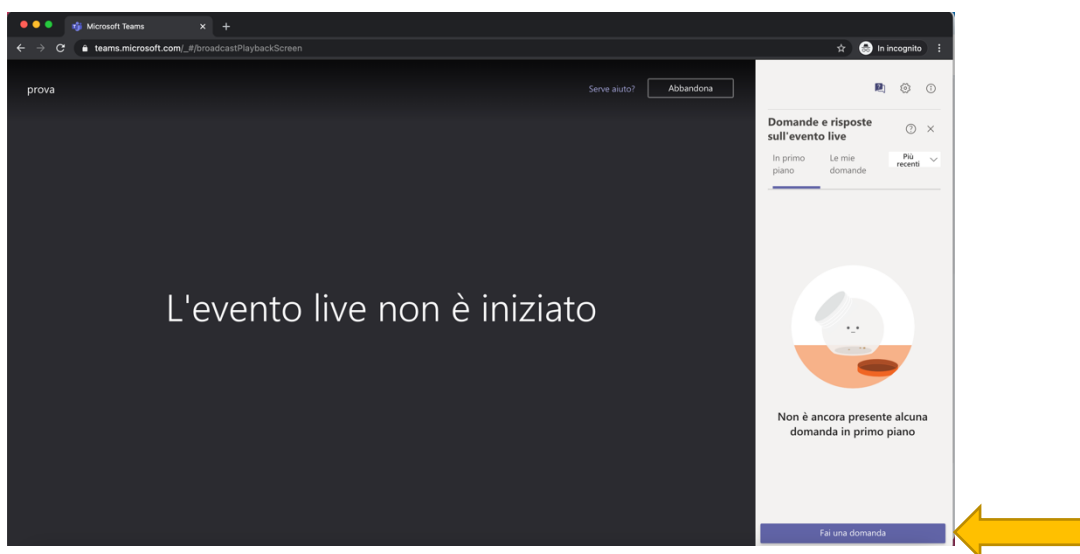 Microsoft Teams
teams.microsoft.com/_#/broadcastPlaybackScreen
In incognito
prova
Serve aiuto?
Abbandona
Domande e risposte
sull'evento live
In primo
piano
Le mie
domande
Più
recenti
L'evento live non è iniziato
Non è ancora presente alcuna
domanda in primo piano
Fai una domanda